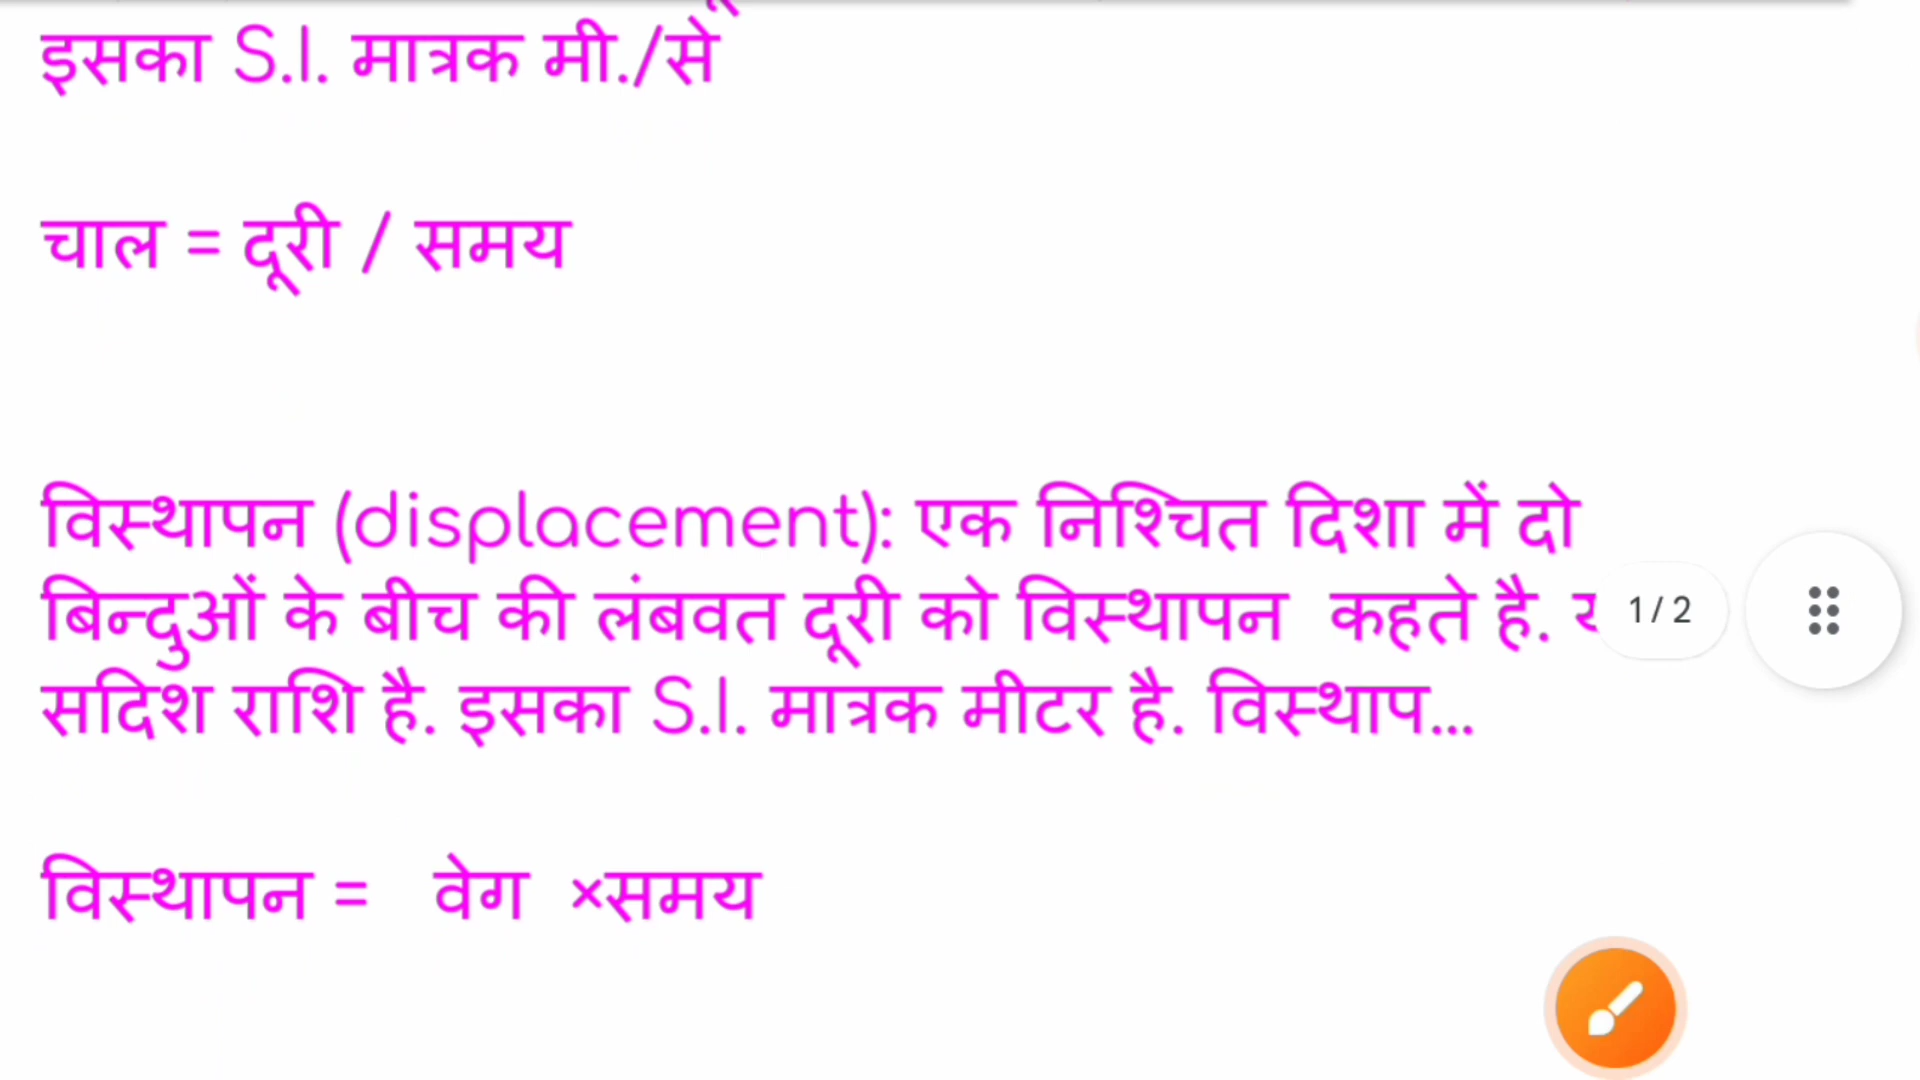 इसका S.I. मात्रक मी./से
चाल = दूरी / समय
विस्थापन (displacement): एक निश्चित दिशा में दो
बिन्दुओं के बीच की लंबवत दूरी को विस्थापन कहते है.
1/2
सदिश राशि है. इसका S.I. मात्रक मीटर है. विस्थाप...
विस्थापन = वेग ×समय